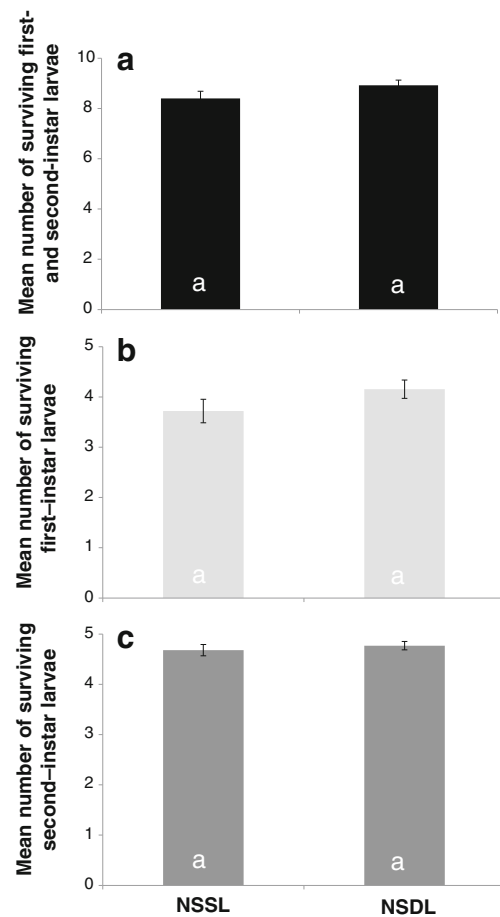 Mean number of surviving first-
and second-instar larvae
a
10
8
6
4
2
0
a
a
Mean number of surviving
first–instar larvae
b
5
4
3
2
1
0
a
a
Mean number of surviving
second–instar larvae
c
5
4
3
2
1
0
a
a
NSSL
NSDL